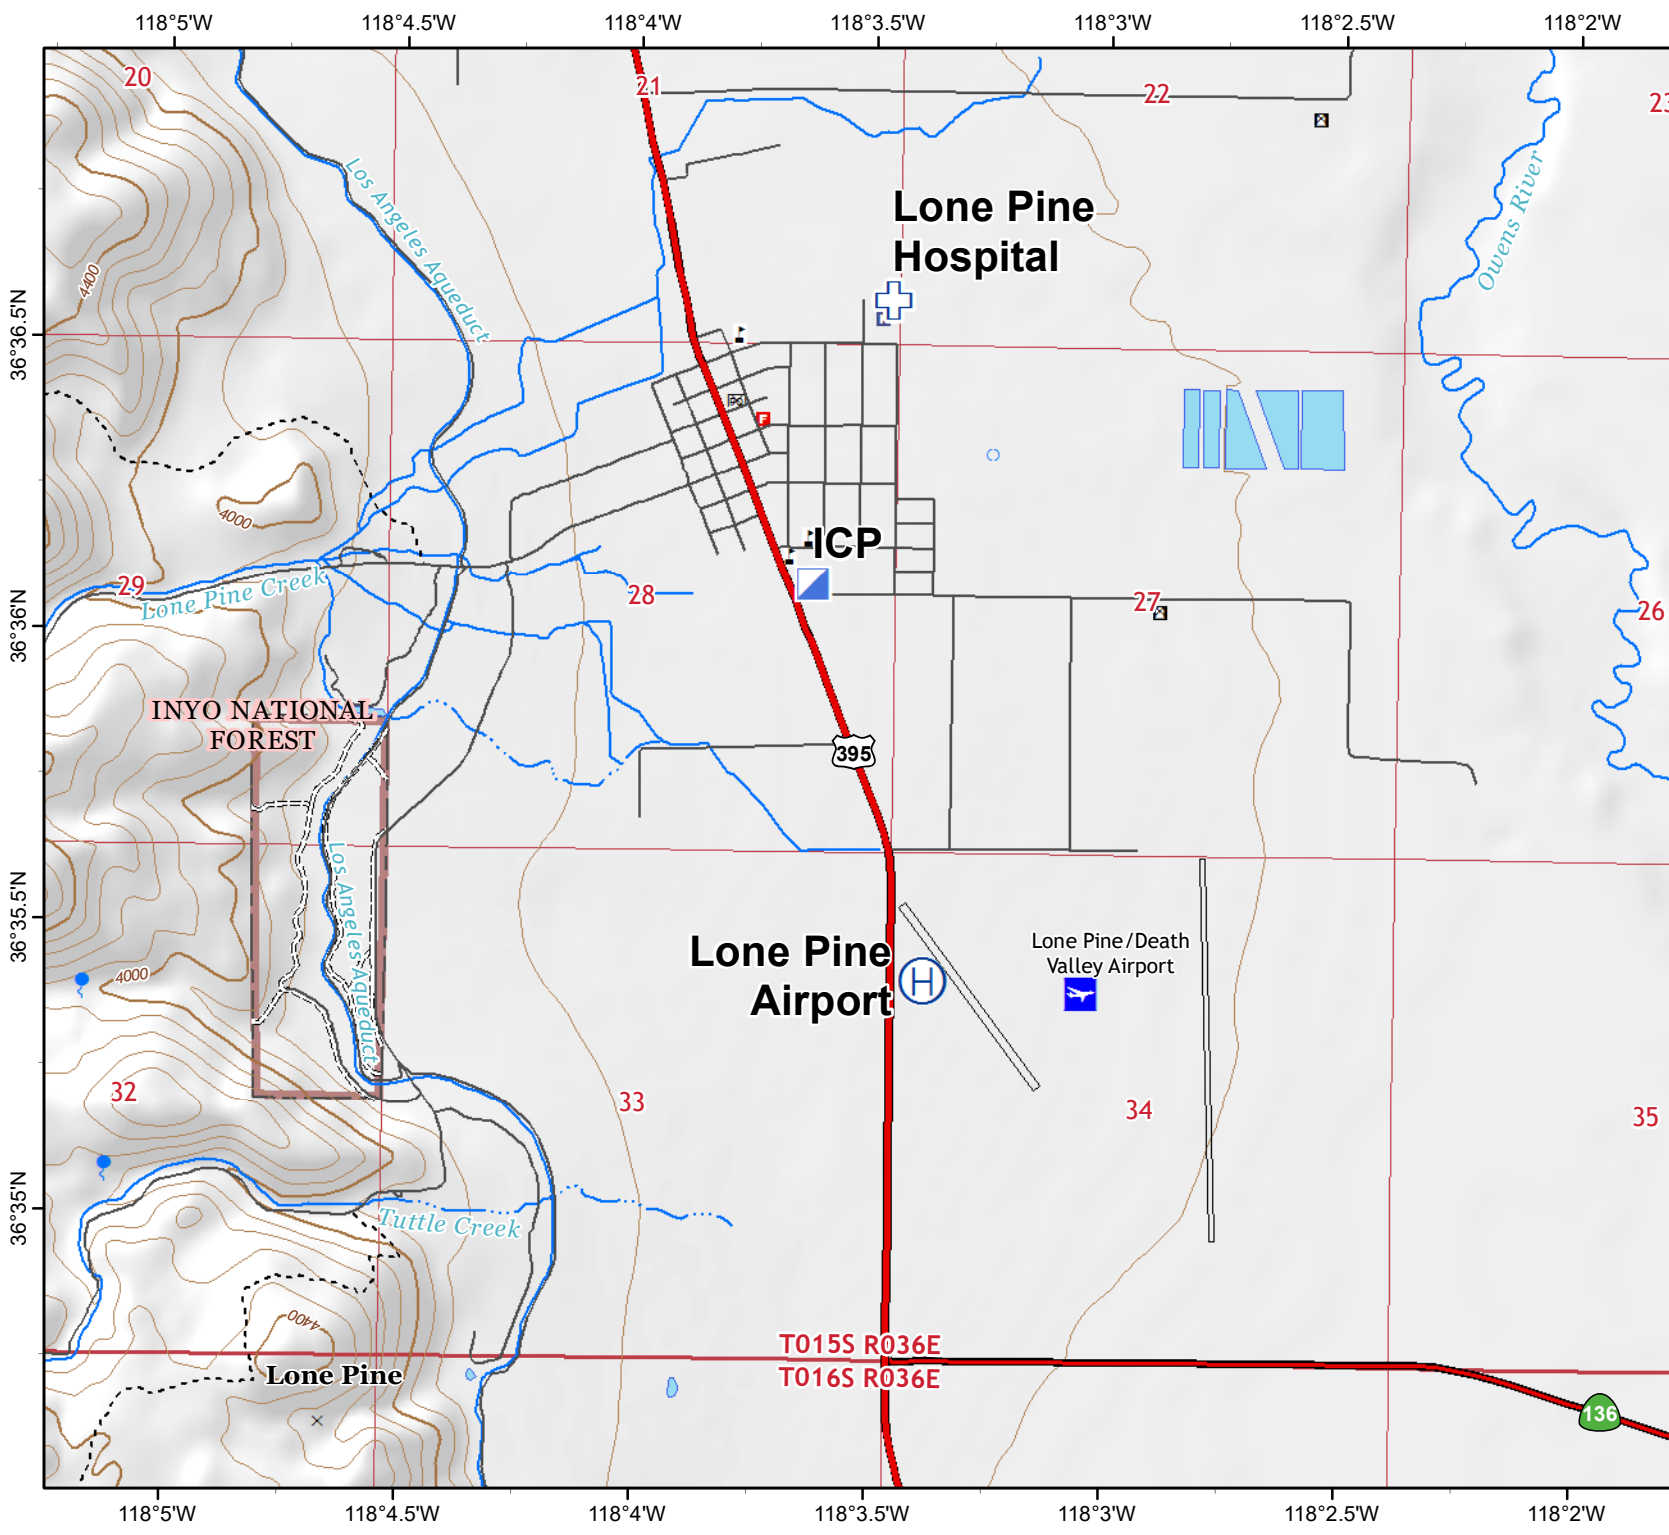 118°5'W
118°4.5'W
118°4'W
118°3.5'W
118°3'W
118°2.5'W
118°2'W
20
21
22
23
Los Angeles Aqueduct
Owens River
Lone Pine
Hospital
4400
36°36.5'N
4000
ICP
29
Lone Pine Creek
28
27
26
36°36'N
INYO NATIONAL
FOREST
395
Los Angeles Aqueduct
36°35.5'N
4000
Lone Pine
Airport
H
Lone Pine/Death
Valley Airport
32
33
34
35
36°35'N
Tuttle Creek
4400
T015S R036E
T016S R036E
Lone Pine
136
F
118°5'W
118°4.5'W
118°4'W
118°3.5'W
118°3'W
118°2.5'W
118°2'W